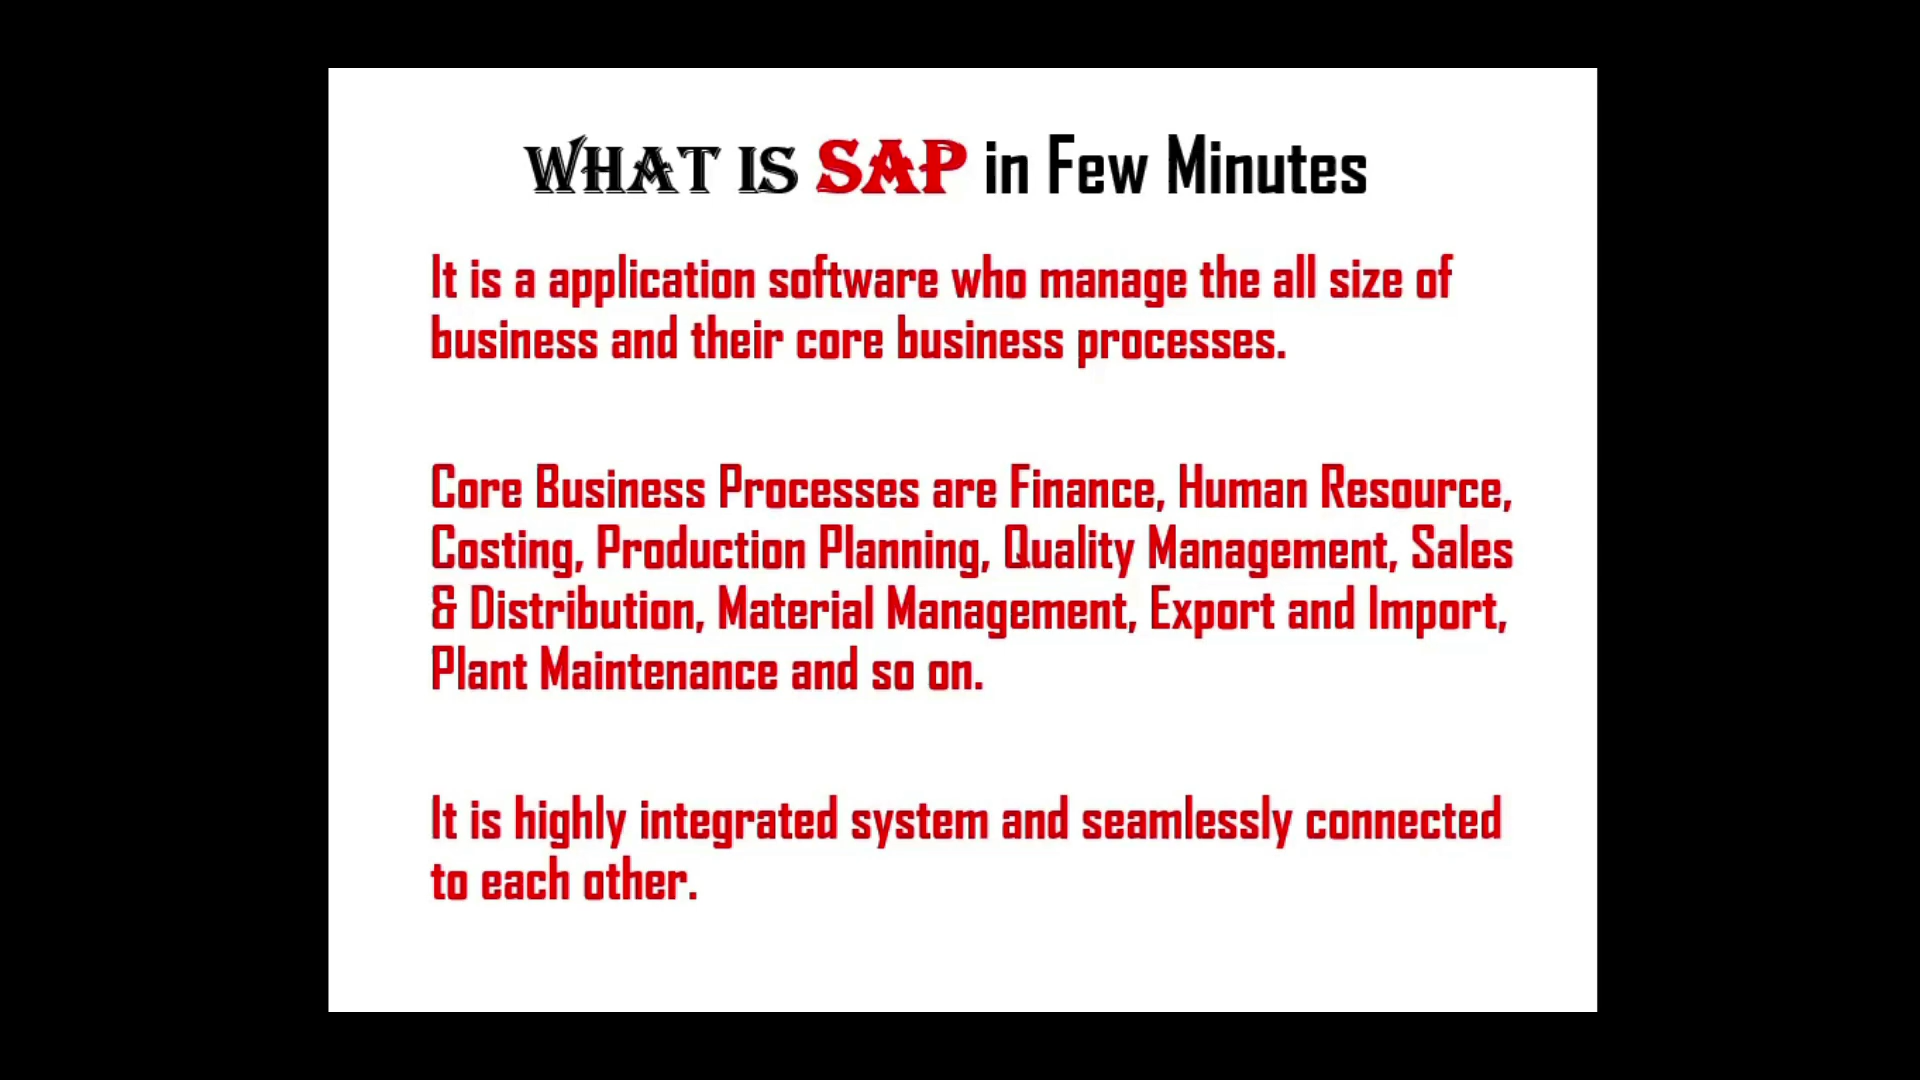 WHAT IS SAP in Few Minutes
It is a application software who manage the all size of
business and their core business processes.
Core Business Processes are Finance, Human Resource,
Costing, Production Planning, Quality Management, Sales
& Distribution, Material Management, Export and Import,
Plant Maintenance and so on.
It is highly integrated system and seamlessly connected
to each other.